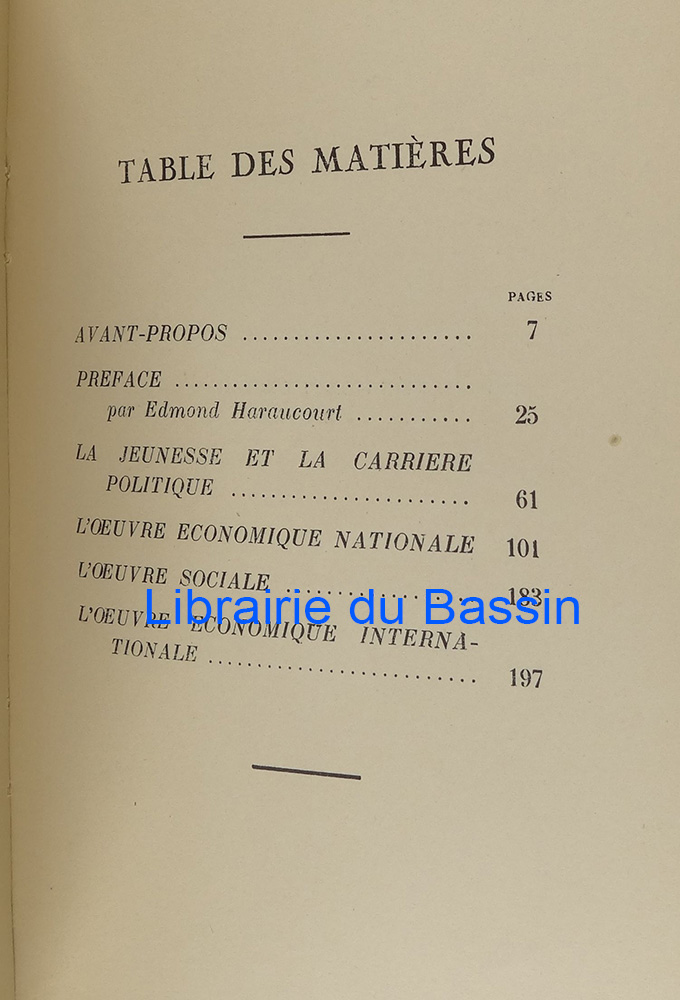 TABLE DES MATIÈRES
PAGES
AVANT-PROPOS ...................... 7
PREFACE ..............................
par Edmond Haraucourt ............ 25
LA JEUNESSE ET LA CARRIERE
POLITIQUE ........................ 61
L'ŒUVRE ECONOMIQUE NATIONALE 101
L'ŒUVRE SOCIALE .................. 183
Librairie du Bassin
L'ŒUVRE ECONOMIQUE INTERNA-
TIONALE ........................... 197